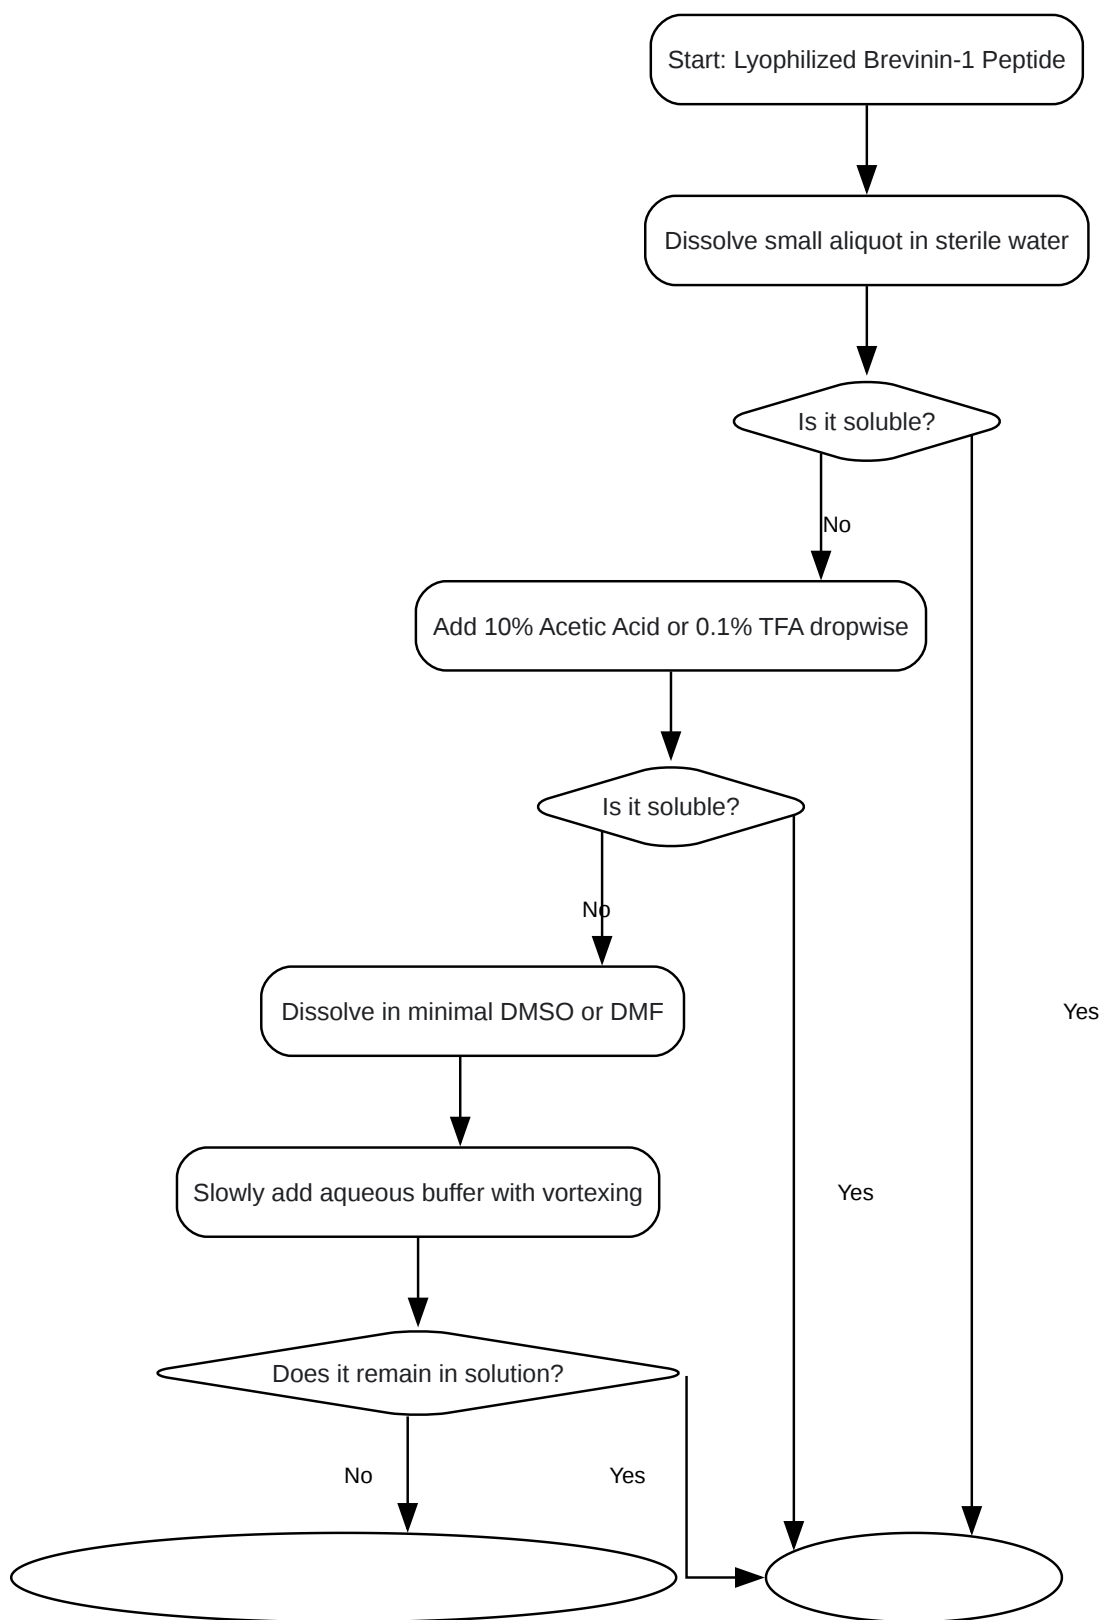 Start: Lyophilized Brevinin-1 Peptide
Dissolve small aliquot in sterile water
Is it soluble?
No
Add 10% Acetic Acid or 0.1% TFA dropwise
Is it soluble?
No
Dissolve in minimal DMSO or DMF
Yes
Slowly add aqueous buffer with vortexing
Yes
Does it remain in solution?
No
Yes